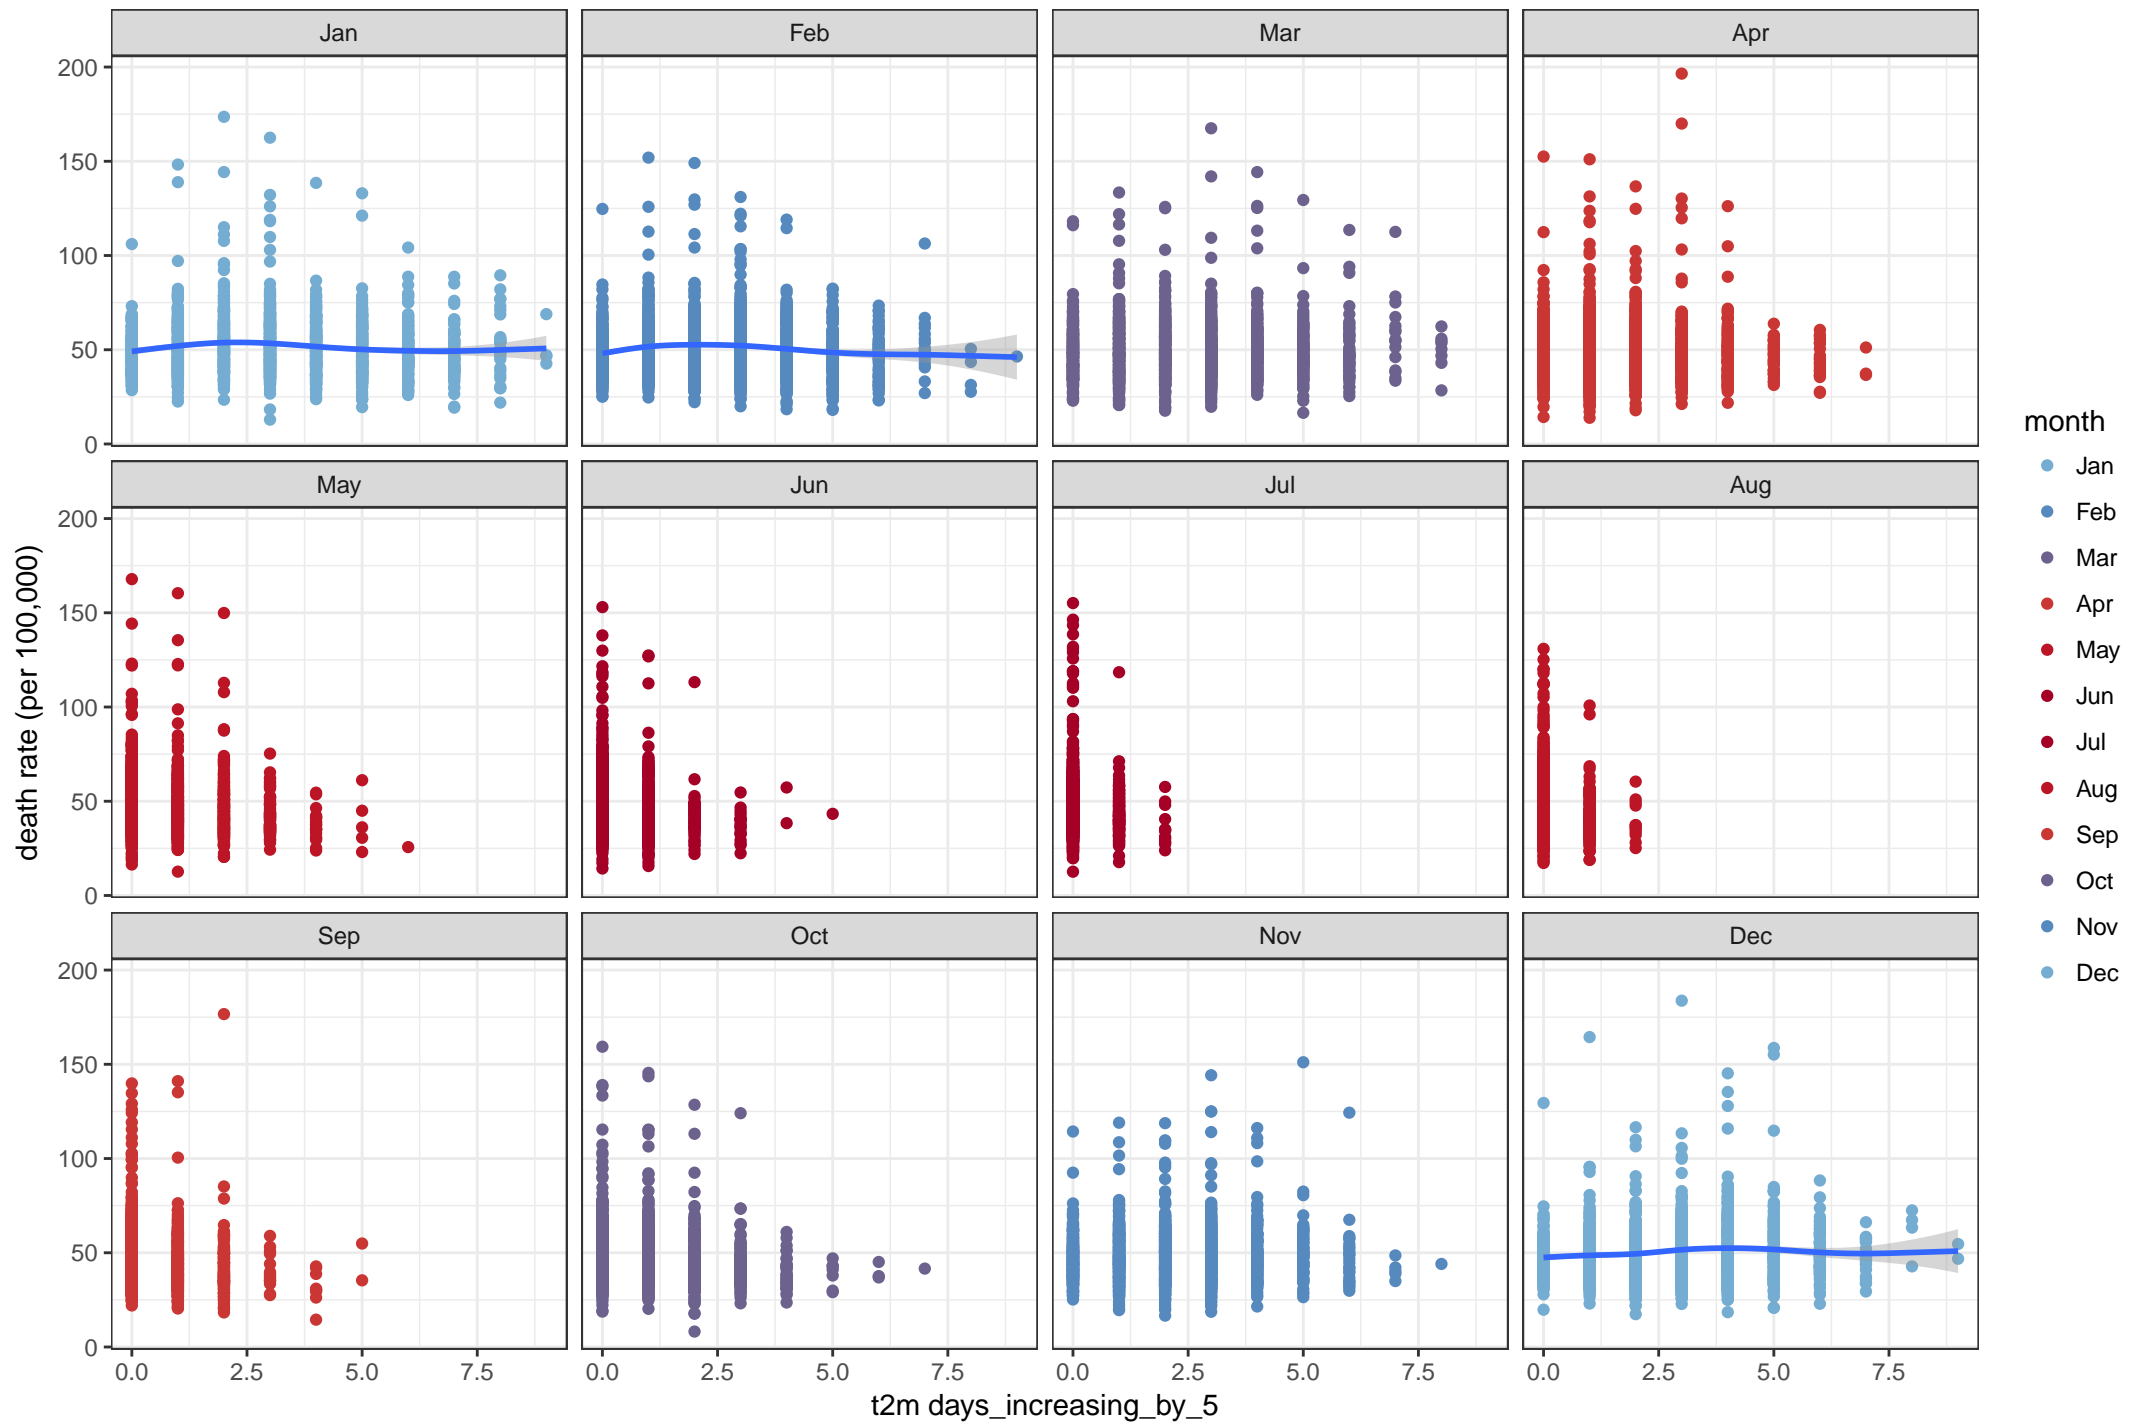 Jan Feb Mar Apr
200
150
100
50
0
May Jun Jul Aug
200
150
100
50
0
Sep Oct Nov Dec
200
150
100
50
0
0.0 2.5 5.0 7.5 0.0 2.5 5.0 7.5 0.0 2.5 5.0 7.5 0.0 2.5 5.0 7.5
t2m days_increasing_by_5
death rate (per 100,000)
month
Jan
Feb
Mar
Apr
May
Jun
Jul
Aug
Sep
Oct
Nov
Dec